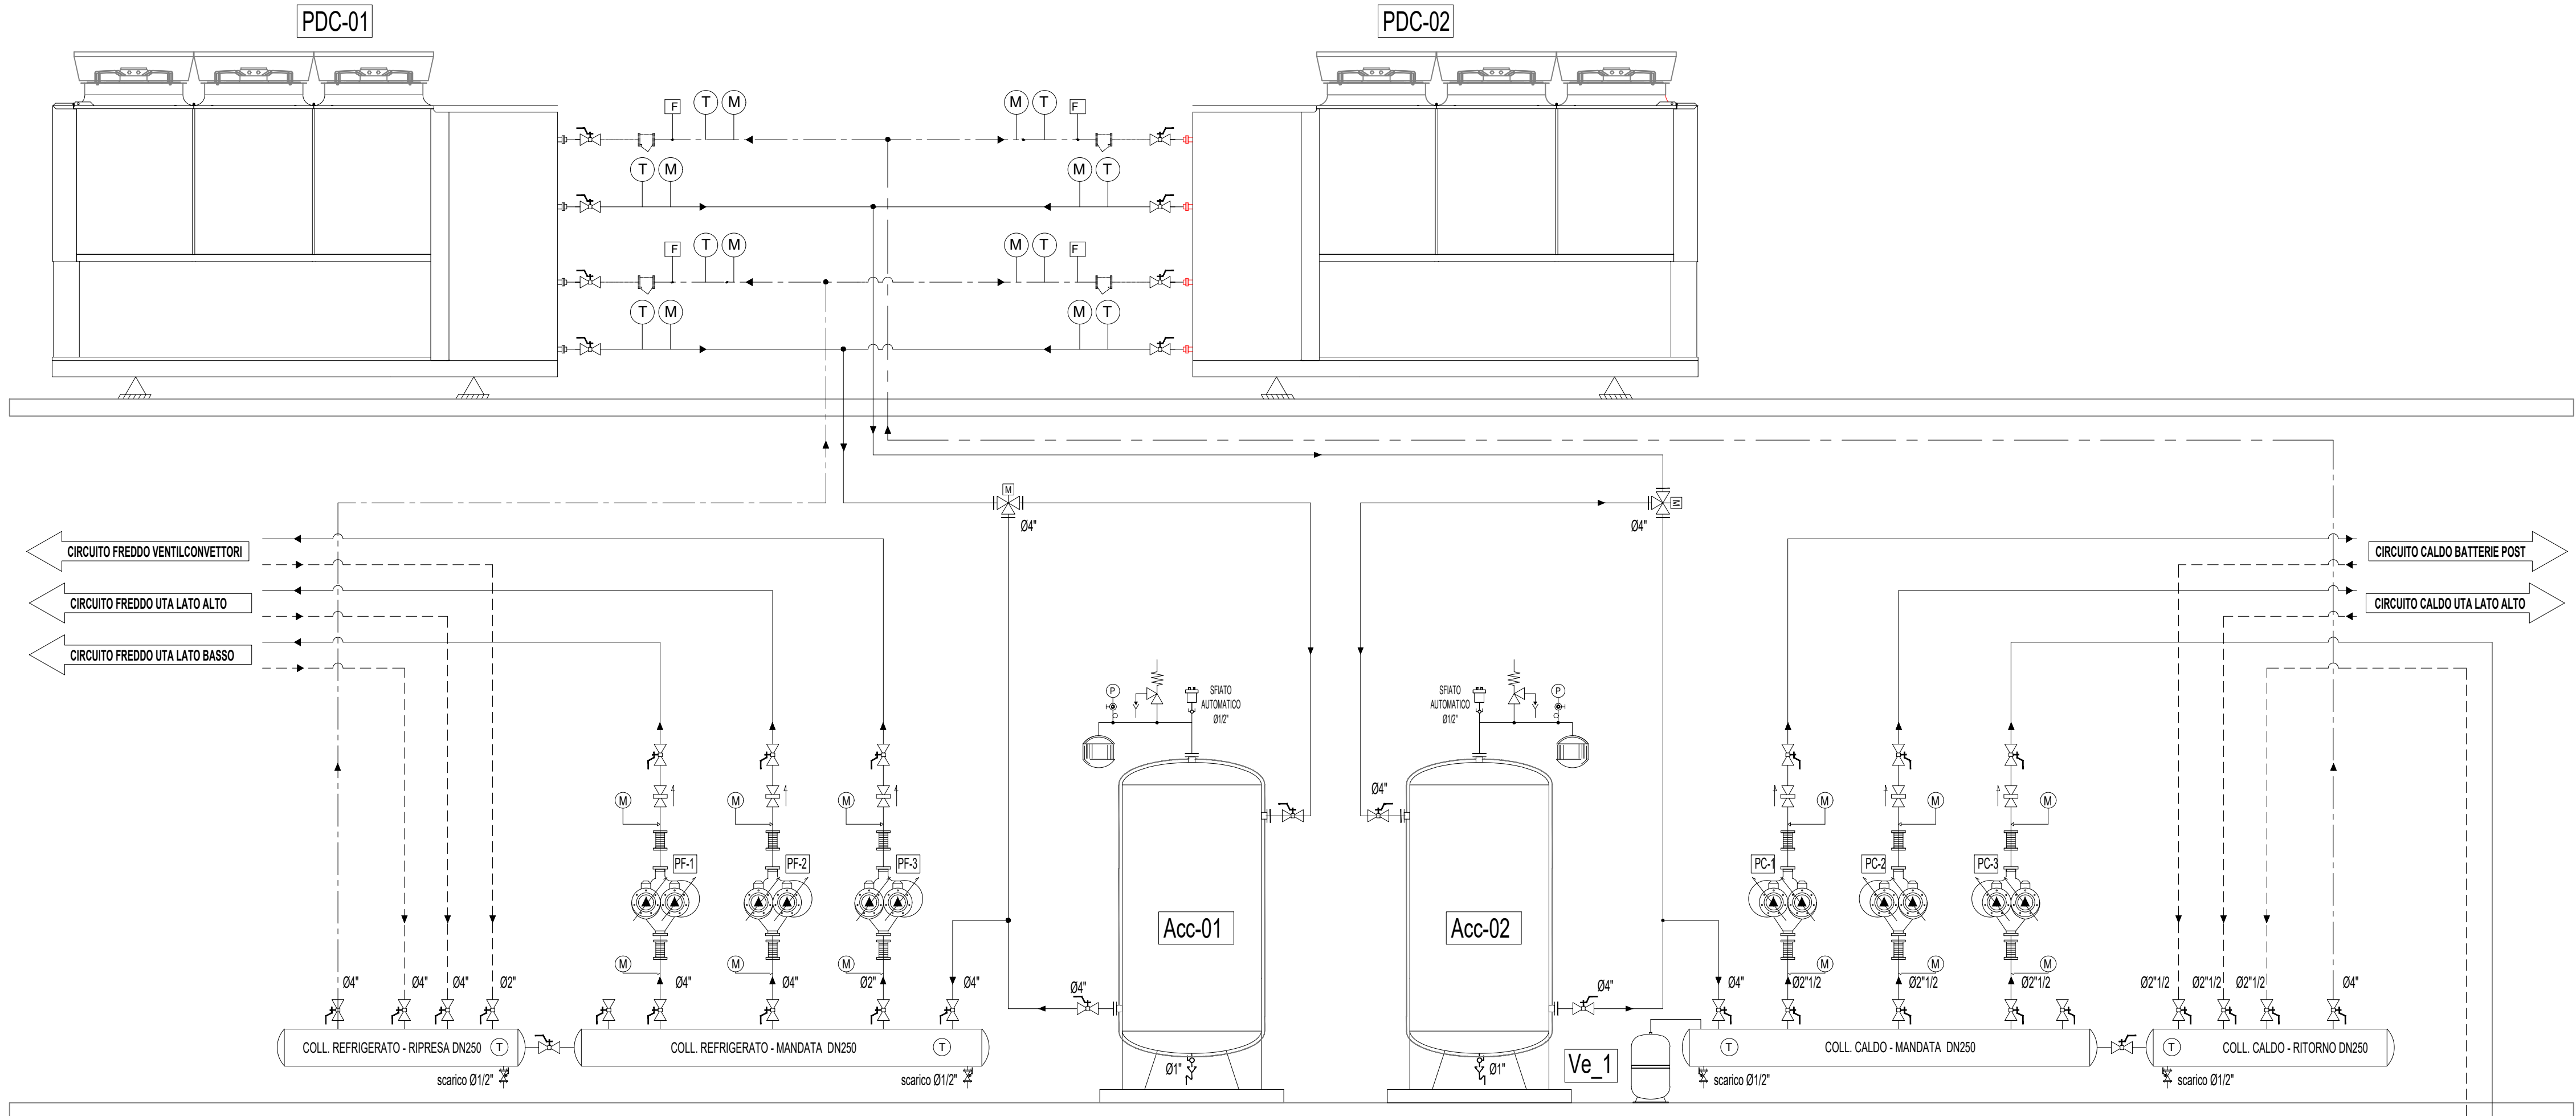 PDC-01
PDC-02
F T M M T F
T M M T
F T M M T F
T M M T
M
Ø4"
M
Ø4"
CIRCUITO FREDDO VENTILCONVETTORI
CIRCUITO FREDDO UTA LATO ALTO
CIRCUITO FREDDO UTA LATO BASSO
CIRCUITO CALDO BATTERIE POST
CIRCUITO CALDO UTA LATO ALTO
P
SFIATO
AUTOMATICO
Ø1/2"
SFIATO
AUTOMATICO
Ø1/2"
P
Ø4"
M M M
M M M
PF-1 PF-2 PF-3
PC-1 PC-2 PC-3
Acc-01
Acc-02
M M M
M M M
Ø4" Ø4" Ø4" Ø2"
Ø4" Ø4" Ø2" Ø4"
Ø4"
Ø4"
Ø4" Ø2"1/2 Ø2"1/2 Ø2"1/2
Ø2"1/2 Ø2"1/2 Ø2"1/2 Ø4"
COLL. REFRIGERATO - RIPRESA DN250 T
COLL. REFRIGERATO - MANDATA DN250 T
T COLL. CALDO - MANDATA DN250
T COLL. CALDO - RITORNO DN250
Ø1"
Ø1"
Ve_1
scarico Ø1/2"
scarico Ø1/2"
scarico Ø1/2"
scarico Ø1/2"